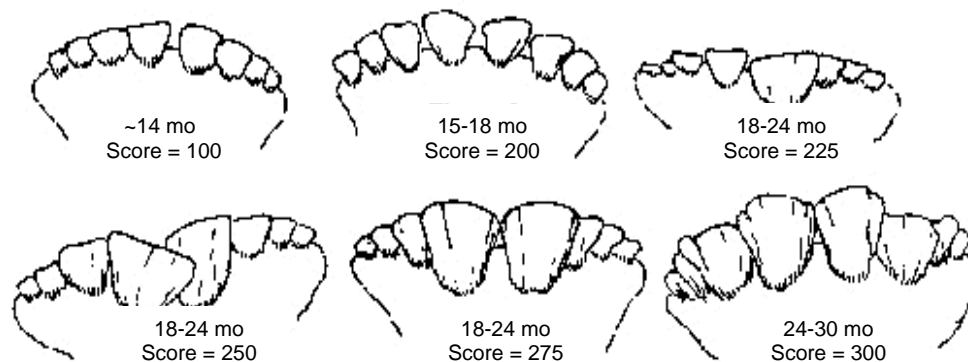 ~14 mo
Score = 100
15-18 mo
Score = 200
18-24 mo
Score = 225
18-24 mo
Score = 250
18-24 mo
Score = 275
24-30 mo
Score = 300